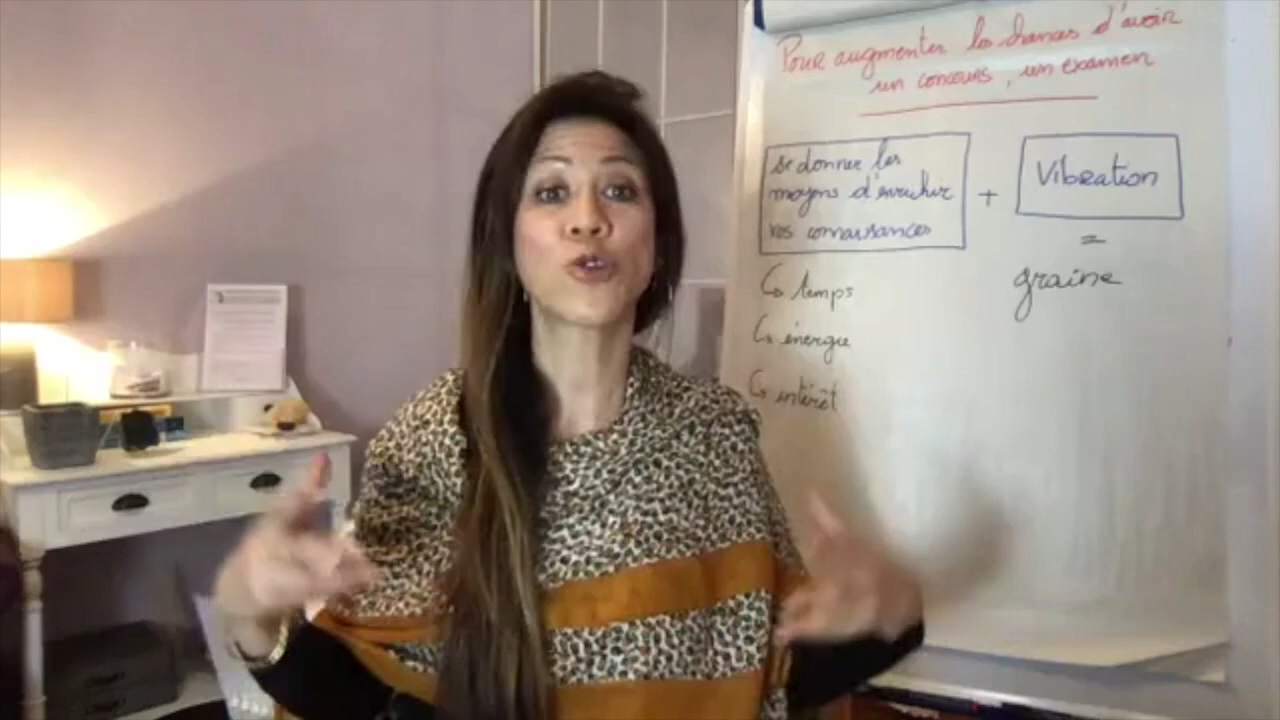 Pour augmenter les chances d'avoir
un concours, un examen
se donner les
moyens d'enrichir
vos connaissances
+
Vibration
=
graine
↳ temps
↳ énergie
↳ intérêt